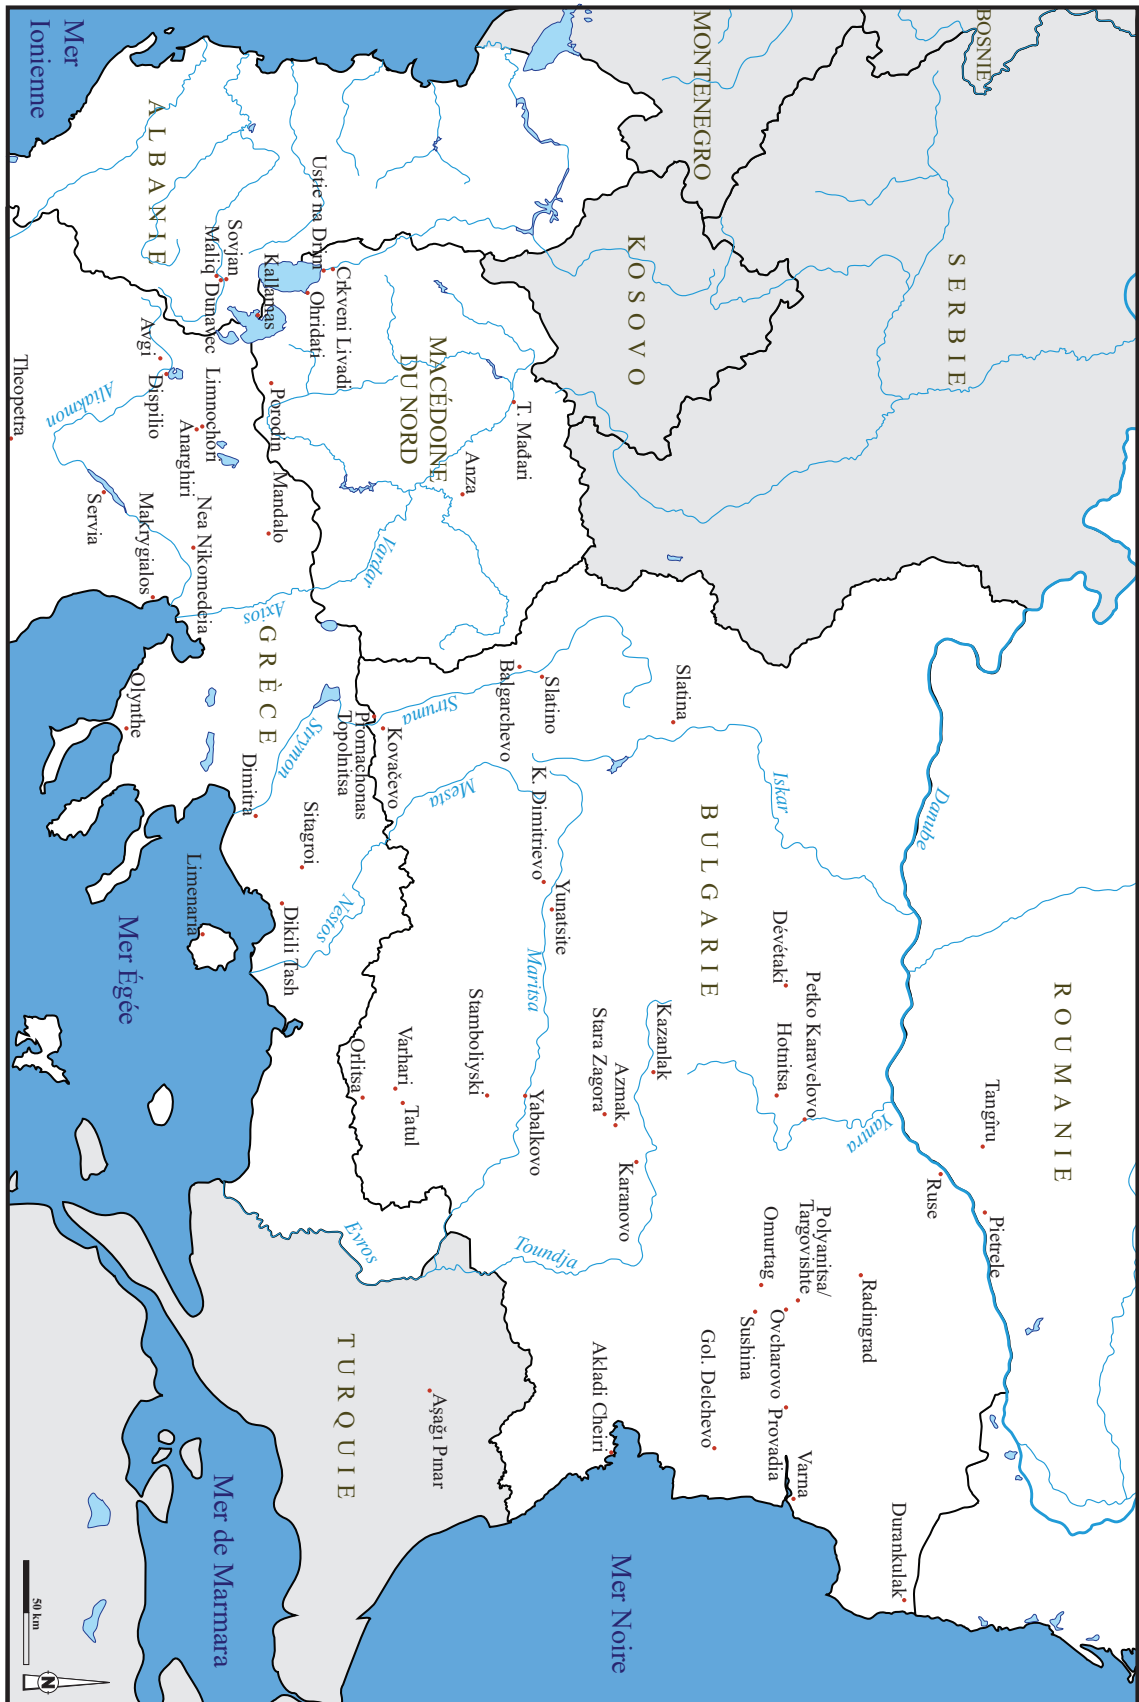 BOSNIE
MONTENEGRO
SERBIE
KOSOVO
ROUMANIE
Danube
Tangîru
Pietrele
Ruse
Iskar
Yantra
Slatina
BULGARIE
Dévétaki
Petko Karavelovo
Hotnitsa
Polyanitsa/
Targovishte
Omurtag
Radingrad
Ovcharovo
Sushina
Provadia
Gol. Delchevo
Varna
Durankulak
Kazanlak
Stara Zagora
Azmak
Karanovo
Akladi Cheiri
Mer Noire
Toundja
T. Mađari
Anza
MACÉDOINE
DU NORD
Vardar
Slatino
Balgarchevo
Struma
K. Dimitrievo
Yunatsite
Maritsa
Mesta
Stamboliyski
Yabalkovo
Varhari
Tatul
Orlitsa
Kovačevo
Promachonas
Topolnitsa
Ustie na Drim
Crkveni Livadi
Ohridati
Kallamas
Sovjan
Maliq
Dunavec
ALBANIE
Mer
Ionienne
Porodin
Mandalo
Limnochori
Anarghiri
Avgi
Dispilio
Aliakmon
Theopetra
Servia
Makrygialos
Nea Nikomedeia
Axios
GRÈCE
Olynthe
Strymon
Dimitra
Sitagroi
Nestos
Dikili Tash
Limenaria
Mer Égée
Evros
TURQUIE
Aşağı Pınar
Mer de Marmara
50 km
N